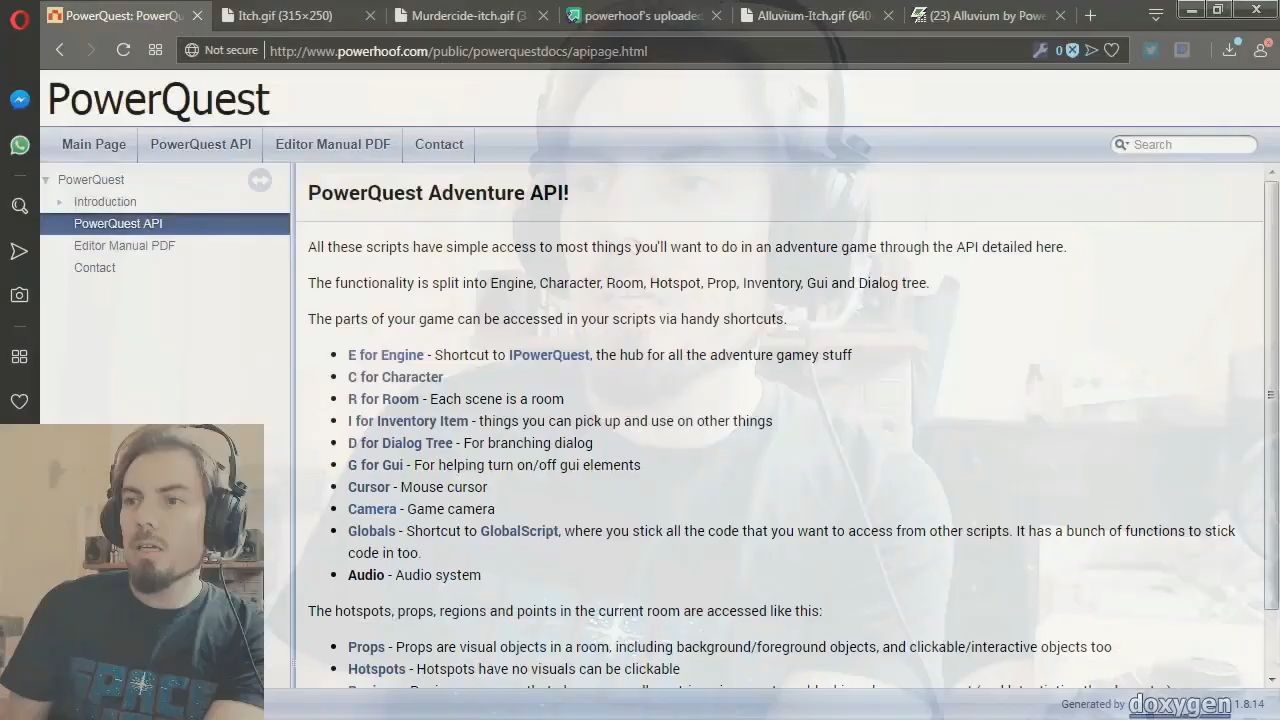 PowerQuest: PowerQu
Itch.gif (315×250)
Murdercide-itch.gif (3
powerhoof's uploade
Alluvium-Itch.gif (640
(23) Alluvium by Powe
Not secure
http://www.powerhoof.com/public/powerquestdocs/apipage.html
0
PowerQuest
Main Page
PowerQuest API
Editor Manual PDF
Contact
Search
PowerQuest
Introduction
PowerQuest API
Editor Manual PDF
Contact
PowerQuest Adventure API!
All these scripts have simple access to most things you'll want to do in an adventure game through the API detailed here.
The functionality is split into Engine, Character, Room, Hotspot, Prop, Inventory, Gui and Dialog tree.
The parts of your game can be accessed in your scripts via handy shortcuts.
• E for Engine - Shortcut to IPowerQuest, the hub for all the adventure gamey stuff
• C for Character
• R for Room - Each scene is a room
• I for Inventory Item - things you can pick up and use on other things
• D for Dialog Tree - For branching dialog
• G for Gui - For helping turn on/off gui elements
• Cursor - Mouse cursor
• Camera - Game camera
• Globals - Shortcut to GlobalScript, where you stick all the code that you want to access from other scripts. It has a bunch of functions to stick
code in too.
• Audio - Audio system
The hotspots, props, regions and points in the current room are accessed like this:
• Props - Props are visual objects in a room, including background/foreground objects, and clickable/interactive objects too
• Hotspots - Hotspots have no visuals can be clickable
Generated by doxygen 1.8.14
SPACE